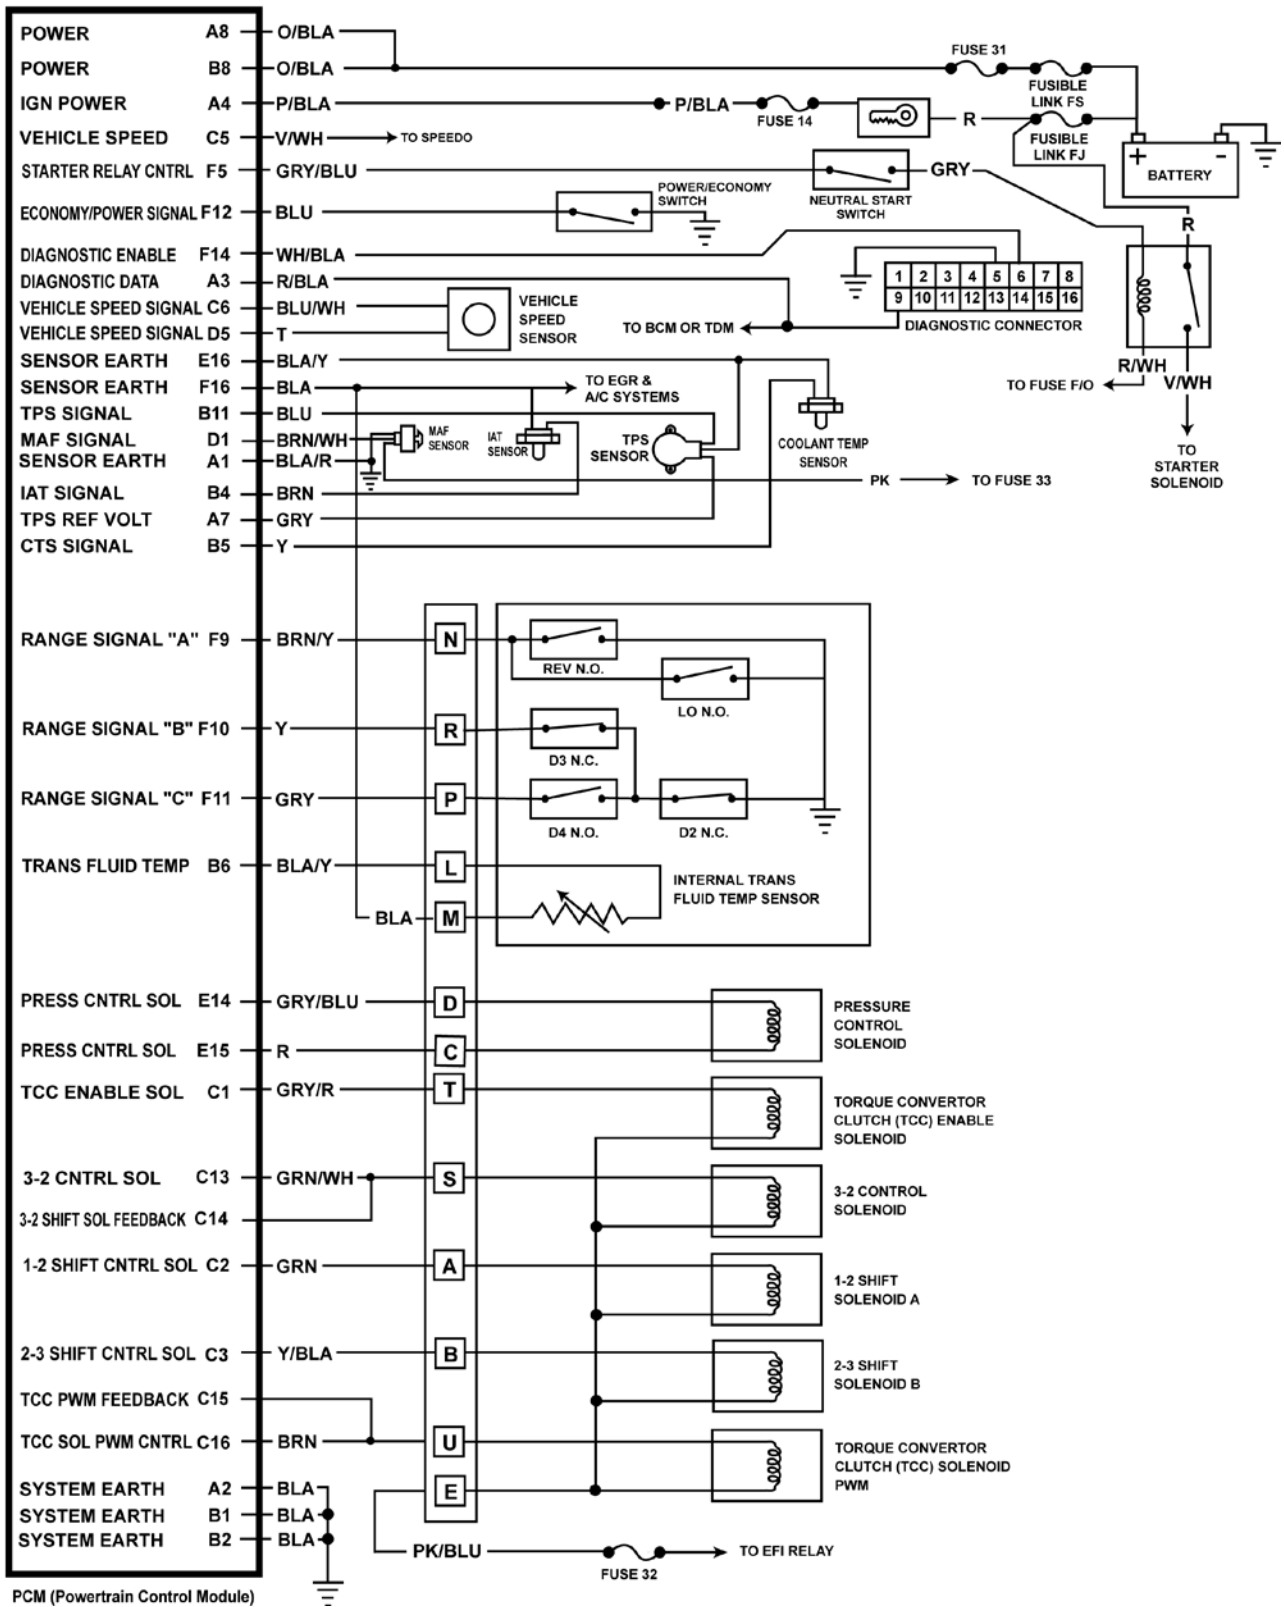 POWER A8 O/BLA
FUSE 31
POWER B8 O/BLA
FUSIBLE
LINK FS
IGN POWER A4 P/BLA P/BLA
FUSE 14
R
FUSIBLE
LINK FJ
VEHICLE SPEED C5 V/WH TO SPEEDO
+ -
BATTERY
STARTER RELAY CNTRL F5 GRY/BLU GRY
NEUTRAL START
SWITCH
POWER/ECONOMY
SWITCH
ECONOMY/POWER SIGNAL F12 BLU
R
DIAGNOSTIC ENABLE F14 WH/BLA
DIAGNOSTIC DATA A3 R/BLA
1 2 3 4 5 6 7 8
9 10 11 12 13 14 15 16
DIAGNOSTIC CONNECTOR
VEHICLE SPEED SIGNAL C6 BLU/WH
VEHICLE
SPEED
SENSOR
TO BCM OR TDM
VEHICLE SPEED SIGNAL D5 T
SENSOR EARTH E16 BLA/Y
R/WH
V/WH
TO FUSE F/O
TO
STARTER
SOLENOID
SENSOR EARTH F16 BLA
TO EGR &
A/C SYSTEMS
TPS SIGNAL B11 BLU
MAF SIGNAL D1 BRN/WH
MAF
SENSOR
IAT
SENSOR
TPS
SENSOR
COOLANT TEMP
SENSOR
SENSOR EARTH A1 BLA/R
PK TO FUSE 33
IAT SIGNAL B4 BRN
TPS REF VOLT A7 GRY
CTS SIGNAL B5 Y
RANGE SIGNAL "A" F9 BRN/Y N
REV N.O.
LO N.O.
RANGE SIGNAL "B" F10 Y R
D3 N.C.
RANGE SIGNAL "C" F11 GRY P
D4 N.O. D2 N.C.
TRANS FLUID TEMP B6 BLA/Y L
INTERNAL TRANS
FLUID TEMP SENSOR
BLA M
PRESS CNTRL SOL E14 GRY/BLU D
PRESSURE
CONTROL
SOLENOID
PRESS CNTRL SOL E15 R C
TCC ENABLE SOL C1 GRY/R T
TORQUE CONVERTOR
CLUTCH (TCC) ENABLE
SOLENOID
3-2 CNTRL SOL C13 GRN/WH S
3-2 CONTROL
SOLENOID
3-2 SHIFT SOL FEEDBACK C14
1-2 SHIFT CNTRL SOL C2 GRN A
1-2 SHIFT
SOLENOID A
2-3 SHIFT CNTRL SOL C3 Y/BLA B
2-3 SHIFT
SOLENOID B
TCC PWM FEEDBACK C15
TCC SOL PWM CNTRL C16 BRN U
TORQUE CONVERTOR
CLUTCH (TCC) SOLENOID
PWM
SYSTEM EARTH A2 BLA E
SYSTEM EARTH B1 BLA
SYSTEM EARTH B2 BLA
PK/BLU
FUSE 32
TO EFI RELAY
PCM (Powertrain Control Module)